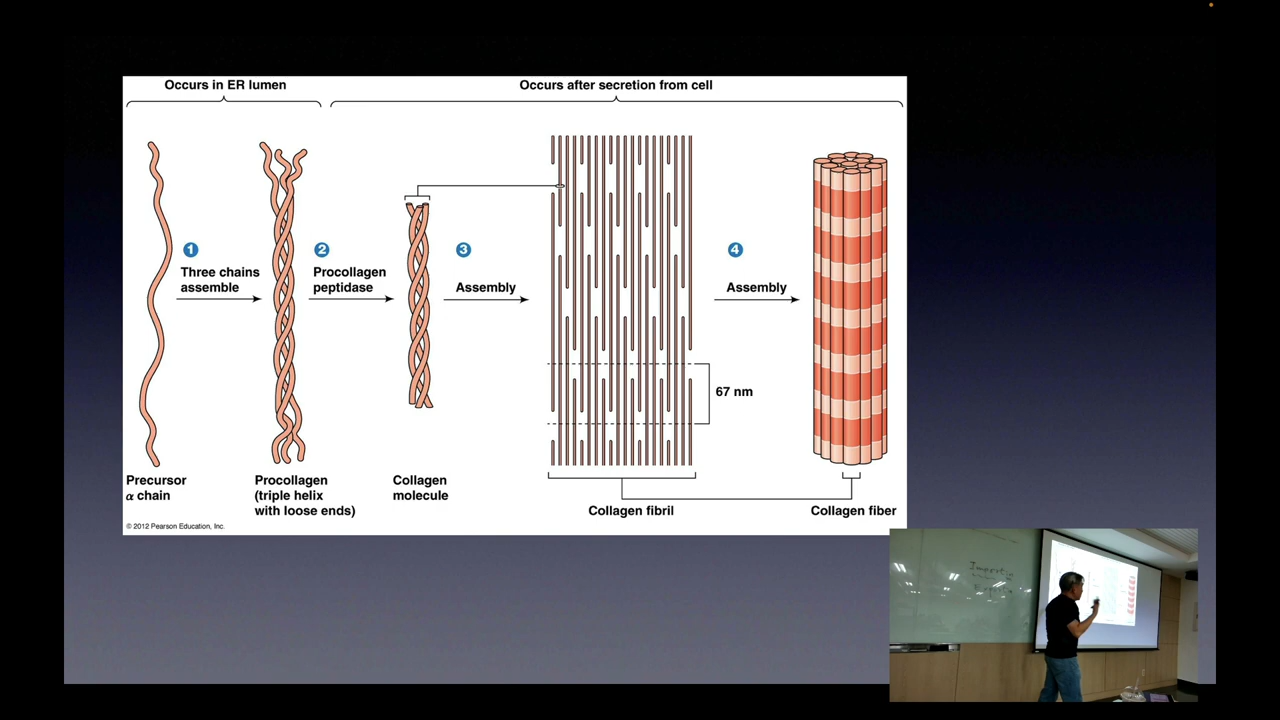 Occurs in ER lumen
Occurs after secretion from cell
1
Three chains
assemble
2
Procollagen
peptidase
3
Assembly
4
Assembly
67 nm
Precursor
α chain
Procollagen
(triple helix
with loose ends)
Collagen
molecule
Collagen fibril
Collagen fiber
© 2012 Pearson Education, Inc.